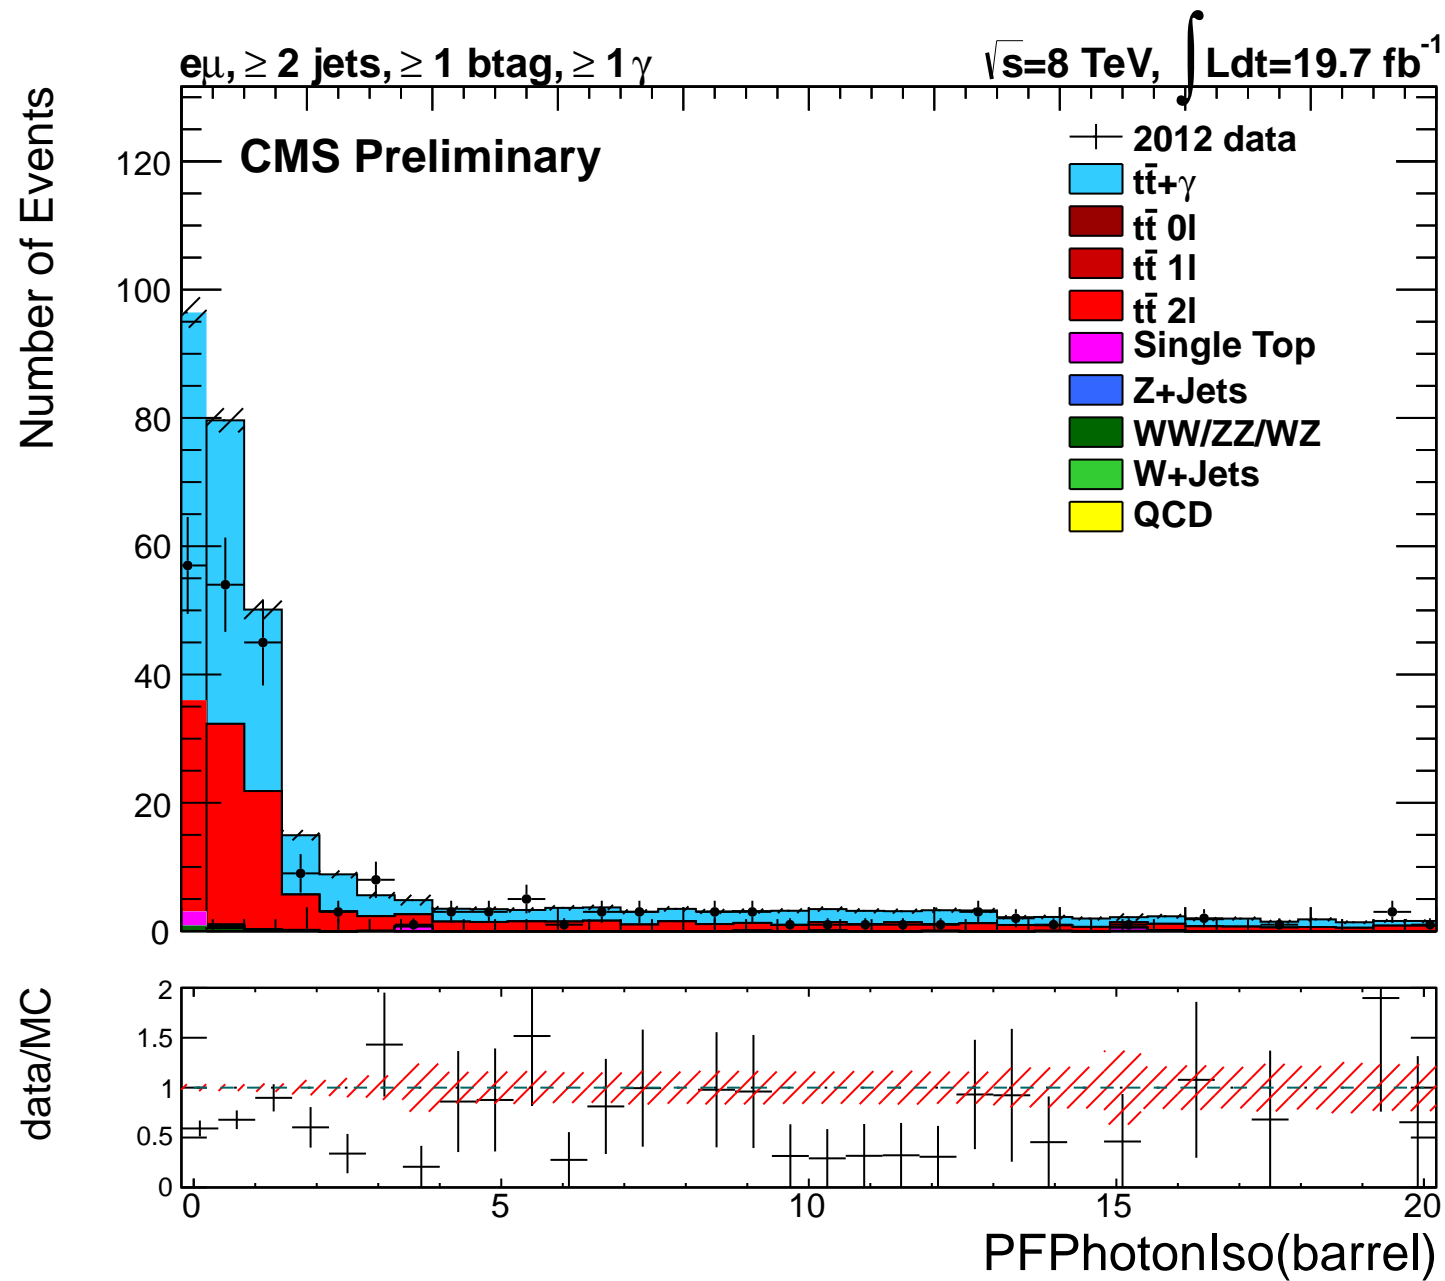 eμ, ≥ 2 jets, ≥ 1 btag, ≥ 1 γ
√s=8 TeV, ∫Ldt=19.7 fb⁻¹
CMS Preliminary
Number of Events
120
100
80
60
40
20
0
2012 data
tt̄+γ
tt̄ 0l
tt̄ 1l
tt̄ 2l
Single Top
Z+Jets
WW/ZZ/WZ
W+Jets
QCD
data/MC
2
1.5
1
0.5
0
0 5 10 15 20
PFPhotonIso(barrel)